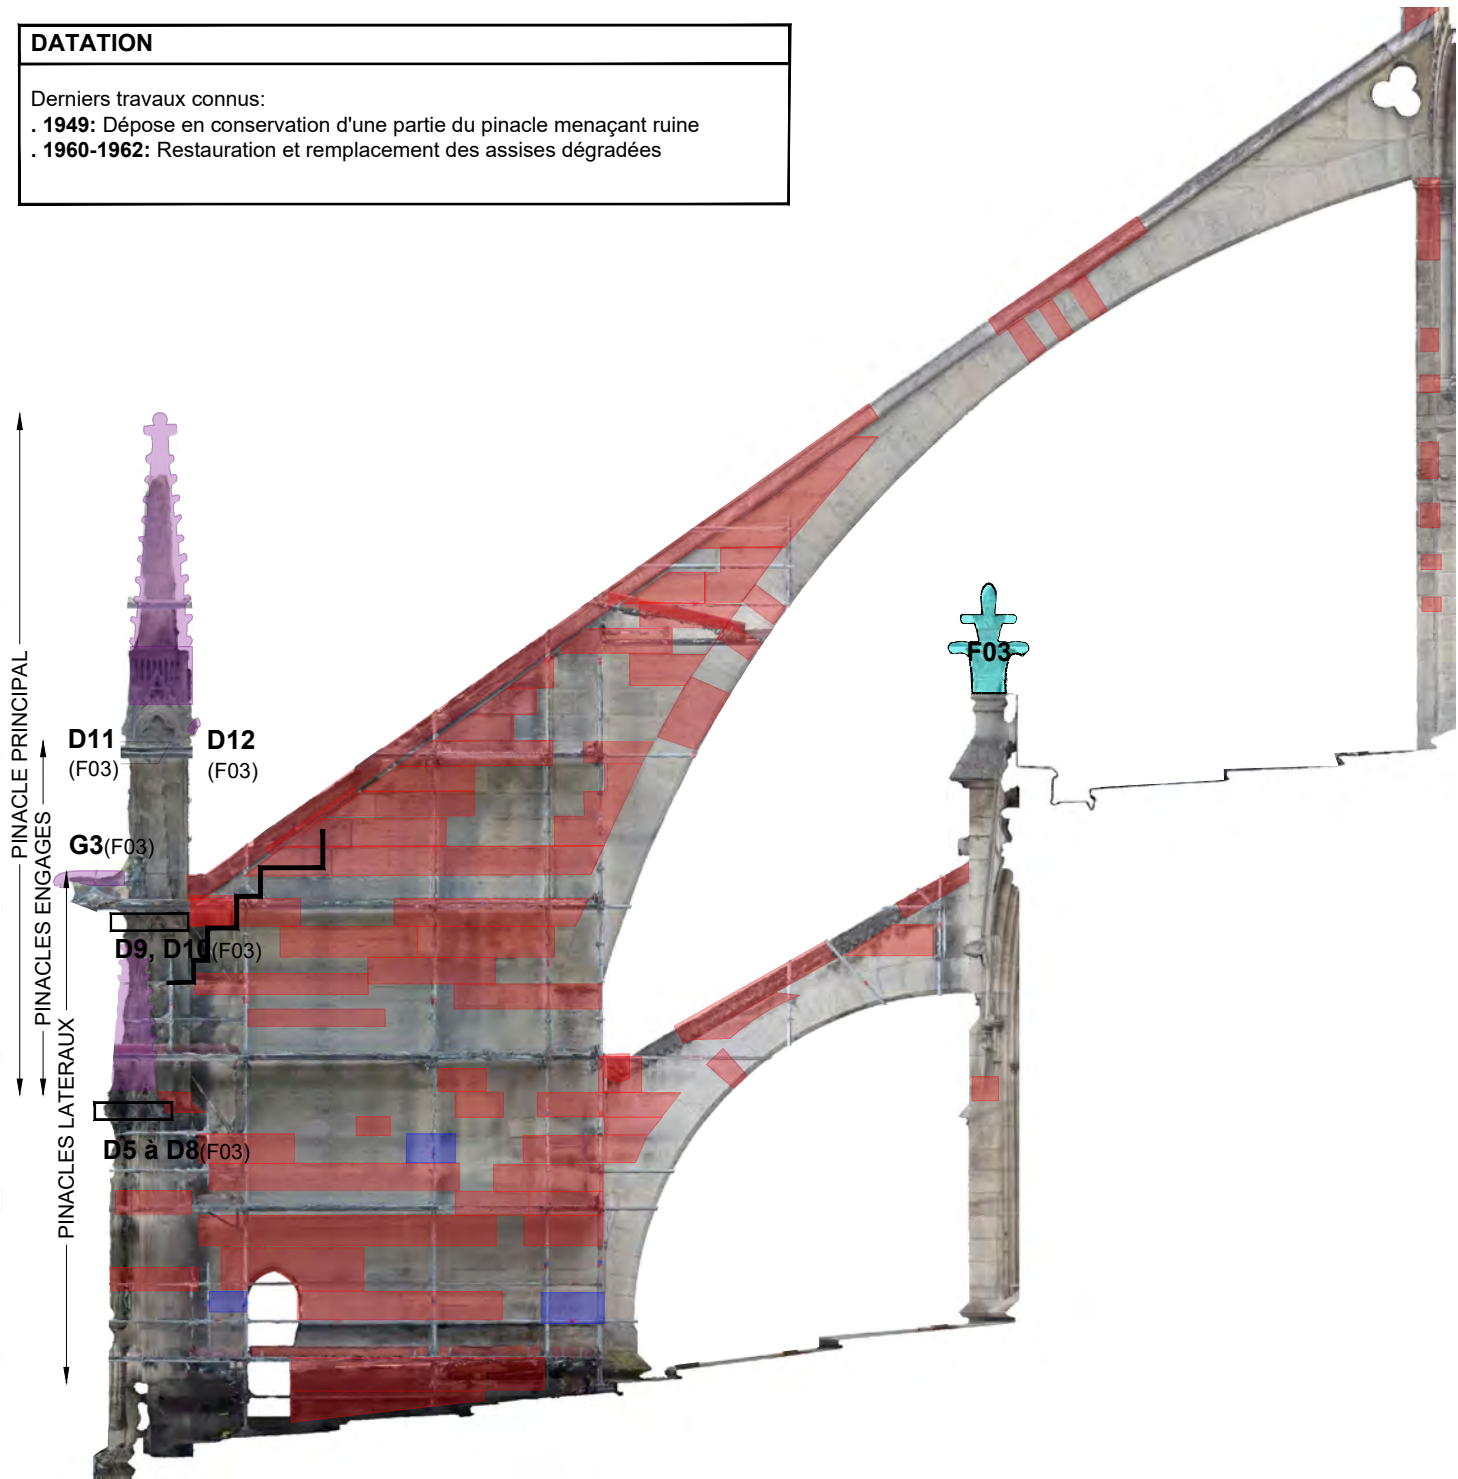 DATATION
Derniers travaux connus:
. 1949: Dépose en conservation d'une partie du pinacle menaçant ruine
. 1960-1962: Restauration et remplacement des assises dégradées
PINACLE PRINCIPAL
PINACLES ENGAGES
PINACLES LATERAUX
D11
(F03)
D12
(F03)
G3(F03)
D9, D10(F03)
D5 à D8(F03)
F03